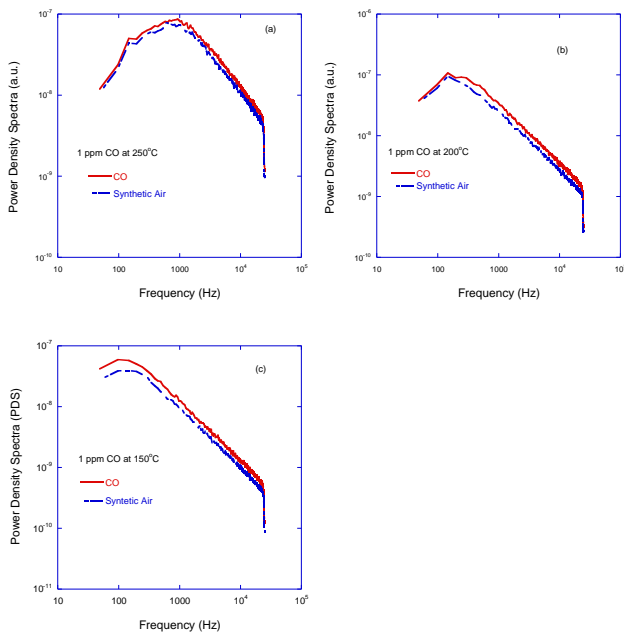 10⁻⁷
(a)
10⁻⁸
1 ppm CO at 250°C
CO
10⁻⁹
Synthetic Air
10⁻¹⁰
10 100 1000 10⁴ 10⁵
Frequency (Hz)
Power Density Spectra (a.u.)
10⁻⁶
(b)
10⁻⁷
10⁻⁸
1 ppm CO at 200°C
CO
10⁻⁹
Synthetic Air
10⁻¹⁰
10 100 1000 10⁴ 100
Frequency (Hz)
Power Density Spectra (a.u.)
10⁻⁷
(c)
10⁻⁸
1 ppm CO at 150°C
10⁻⁹
CO
Syntetic Air
10⁻¹⁰
10⁻¹¹
10 100 1000 10⁴ 10⁵
Frequency (Hz)
Power Density Spectra (PDS)